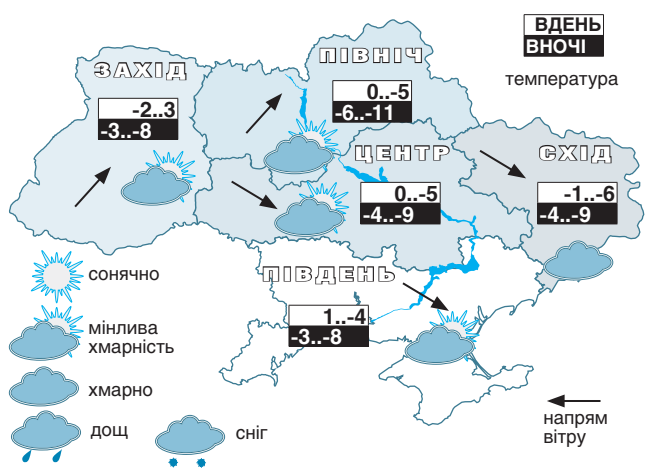 ВДЕНЬ
ВНОЧІ
температура
ЗАХІД
-2..3
-3..-8
ПІВНІЧ
0..-5
-6..-11
ЦЕНТР
0..-5
-4..-9
СХІД
-1..-6
-4..-9
ПІВДЕНЬ
1..-4
-3..-8
сонячно
мінлива
хмарність
хмарно
дощ
сніг
напрям
вітру